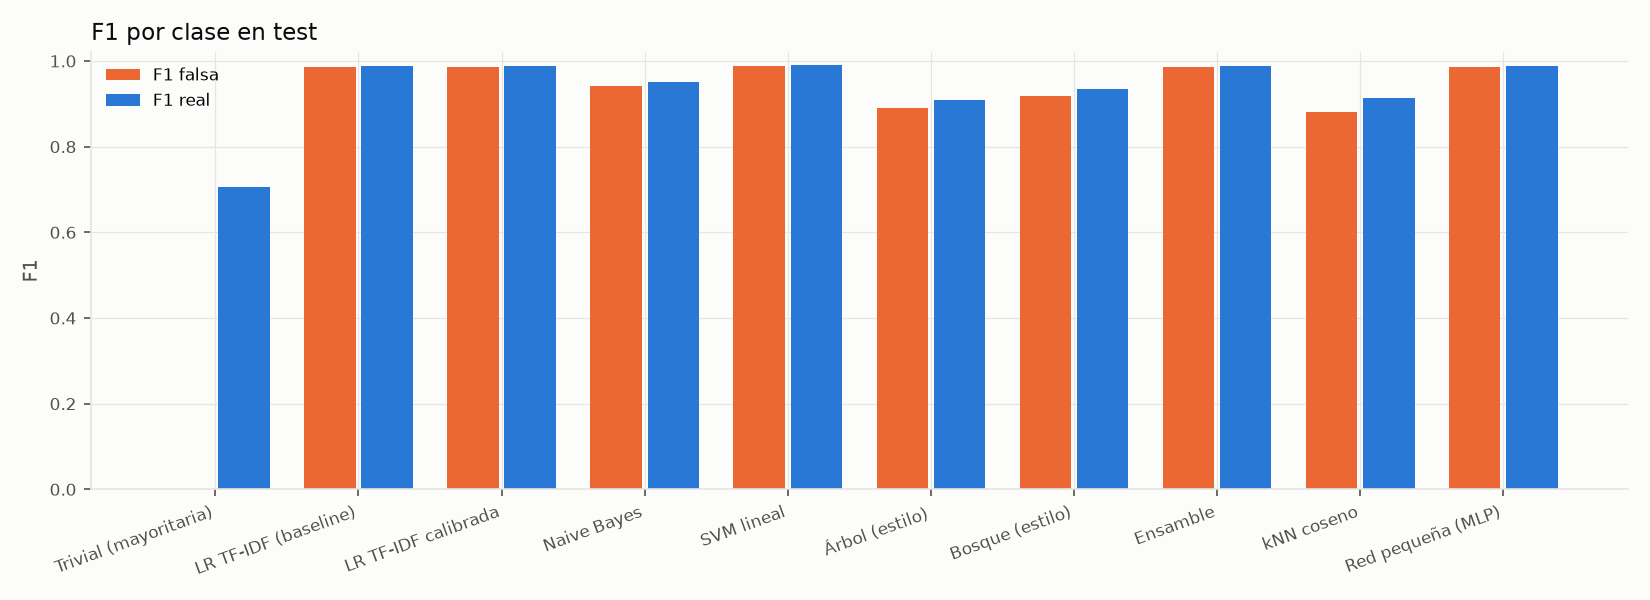 F1 por clase en test
F1 falsa
F1 real
F1
1.0
0.8
0.6
0.4
0.2
0.0
Trivial (mayoritaria)
LR TF-IDF (baseline)
LR TF-IDF calibrada
Naive Bayes
SVM lineal
Árbol (estilo)
Bosque (estilo)
Ensamble
kNN coseno
Red pequeña (MLP)